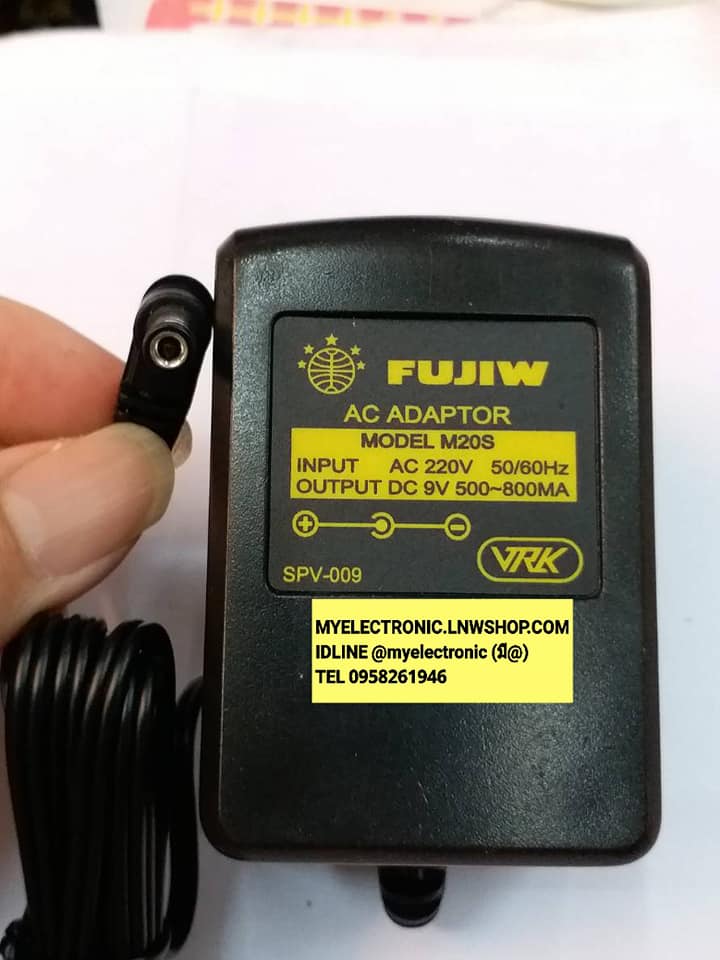 FUJIW
AC ADAPTOR
MODEL M20S
INPUT AC 220V 50/60Hz
OUTPUT DC 9V 500~800MA
+ -
SPV-009 VRK
MYELECTRONIC.LNWSHOP.COM
IDLINE @myelectronic (มี@)
TEL 0958261946